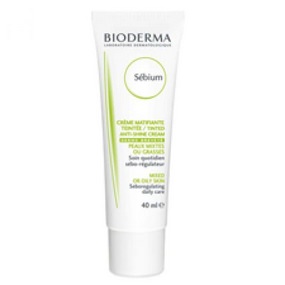 BIODERMA
LABORATOIRE DERMATOLOGIQUE
Sébium
CRÈME MATIFIANTE
TEINTÉE / TINTED
ANTI-SHINE CREAM
PEAUX MIXTES
OU GRASSES
Soin quotidien
sébo-régulateur
MIXED
OR OILY SKIN
Seboregulating
daily care
40 ml e